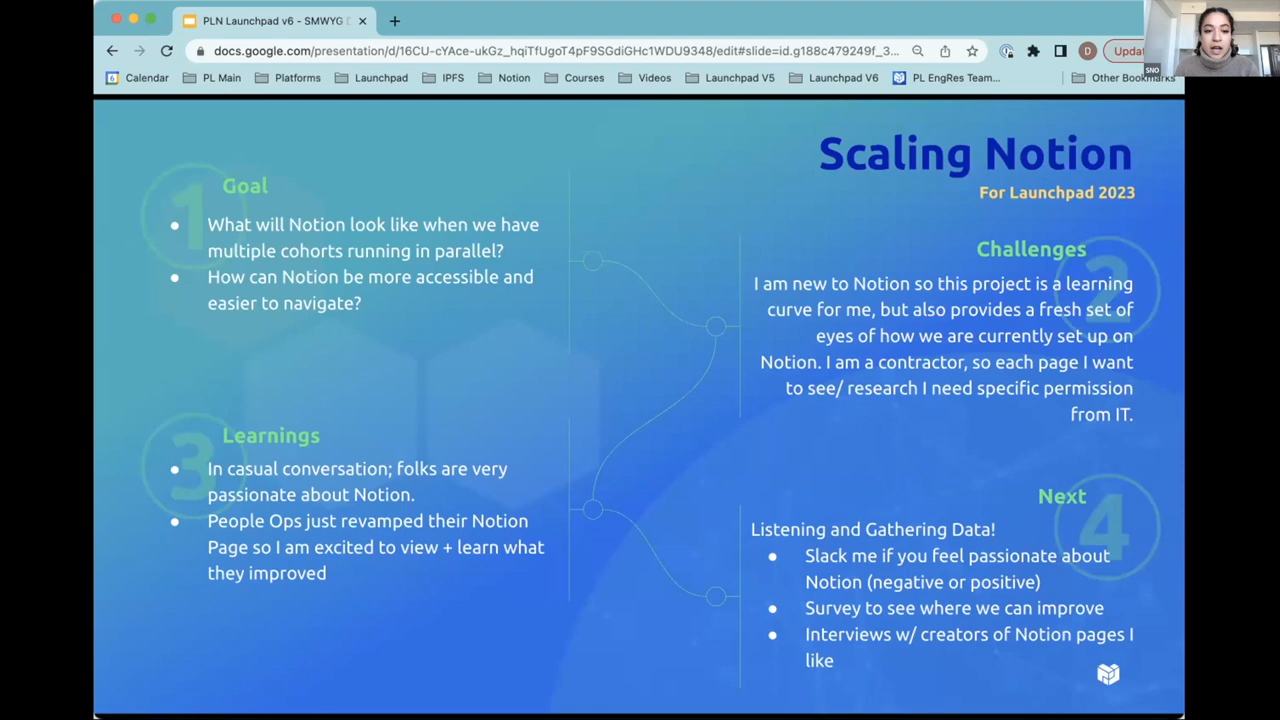 PLN Launchpad v6 - SMWYG
docs.google.com/presentation/d/16CU-cYAce-ukGz_hqiTfUgoT4pF9SGdiGHc1WDU9348/edit#slide=id.g188c479249f_3...
D
Updat
SNO
Calendar
PL Main
Platforms
Launchpad
IPFS
Notion
Courses
Videos
Launchpad V5
Launchpad V6
PL EngRes Team...
Other Bookmarks
Scaling Notion
For Launchpad 2023
1
Goal
● What will Notion look like when we have
multiple cohorts running in parallel?
● How can Notion be more accessible and
easier to navigate?
2
Challenges
I am new to Notion so this project is a learning
curve for me, but also provides a fresh set of
eyes of how we are currently set up on
Notion. I am a contractor, so each page I want
to see/ research I need specific permission
from IT.
3
Learnings
● In casual conversation; folks are very
passionate about Notion.
● People Ops just revamped their Notion
Page so I am excited to view + learn what
they improved
4
Next
Listening and Gathering Data!
● Slack me if you feel passionate about
Notion (negative or positive)
● Survey to see where we can improve
● Interviews w/ creators of Notion pages I
like